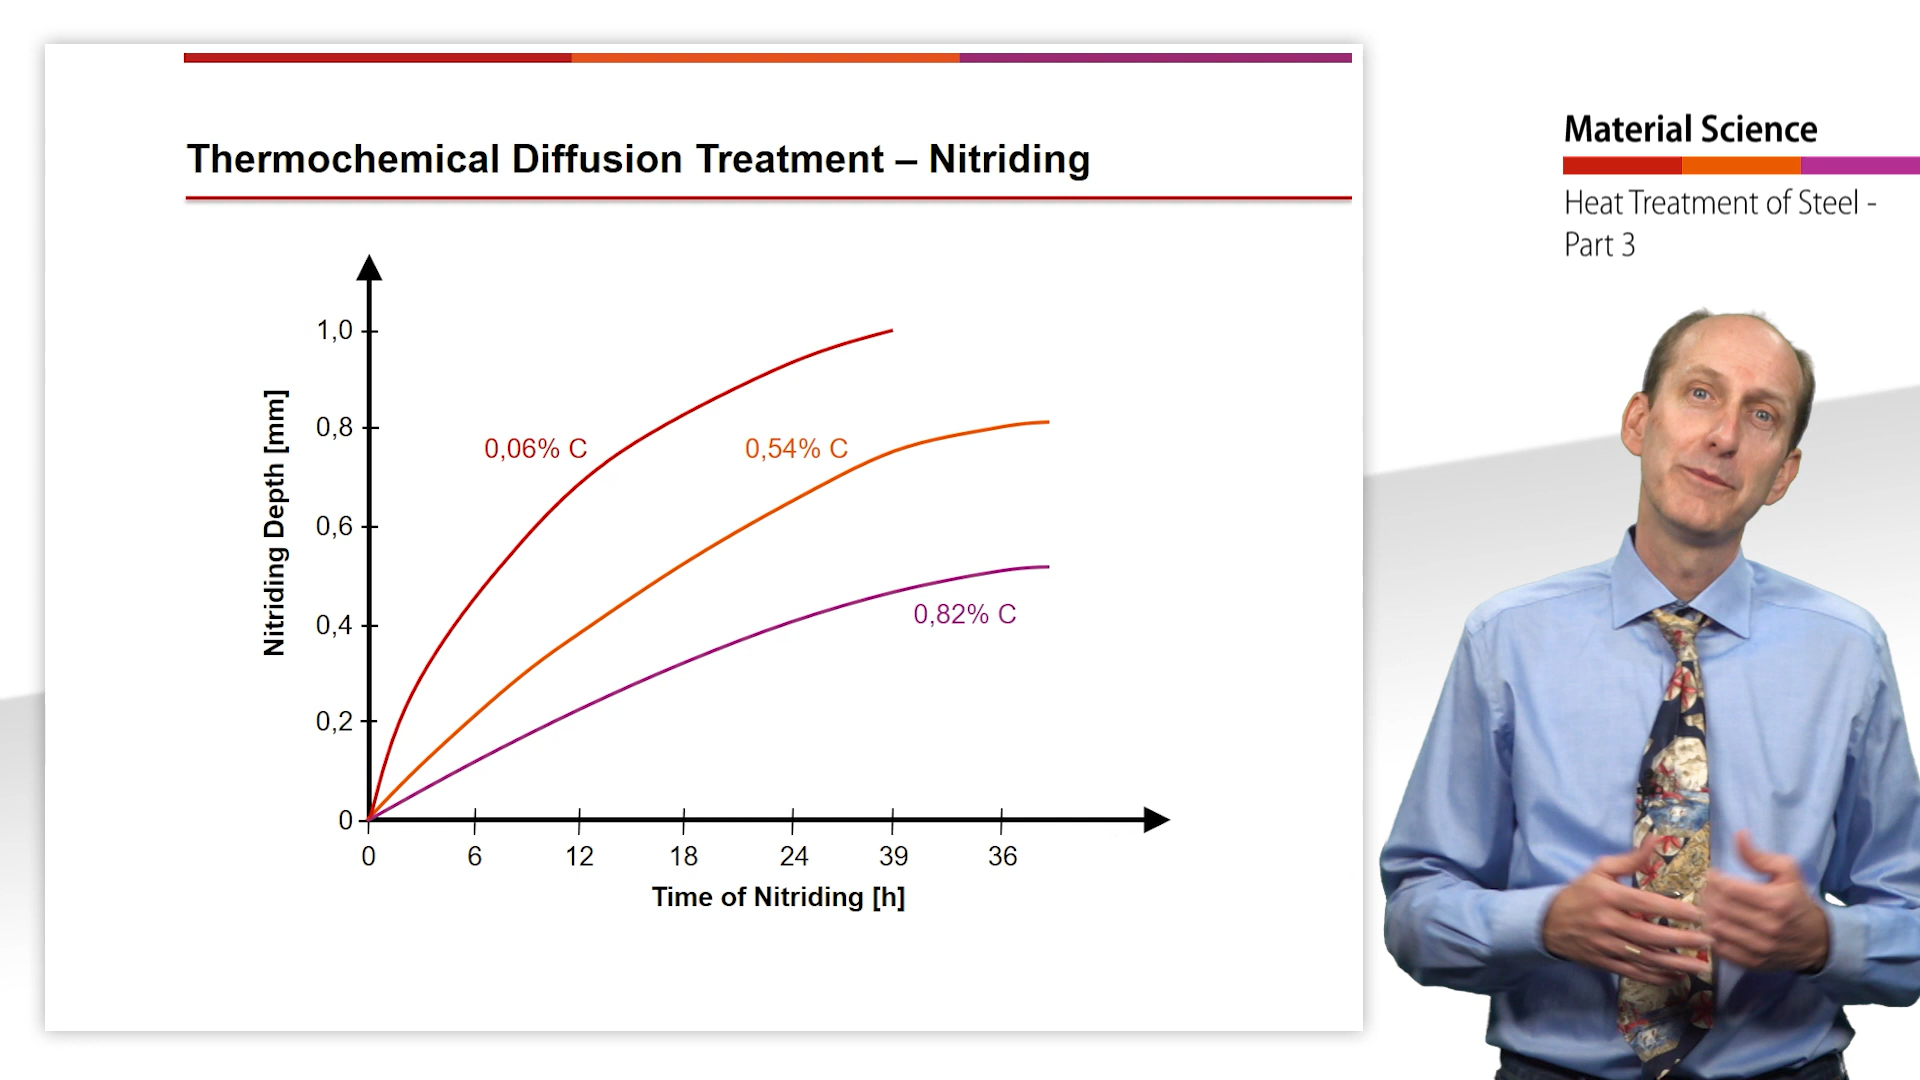 Thermochemical Diffusion Treatment – Nitriding
Material Science
Heat Treatment of Steel -
Part 3
Nitriding Depth [mm]
1,0
0,8
0,6
0,4
0,2
0
0,06% C
0,54% C
0,82% C
0 6 12 18 24 39 36
Time of Nitriding [h]